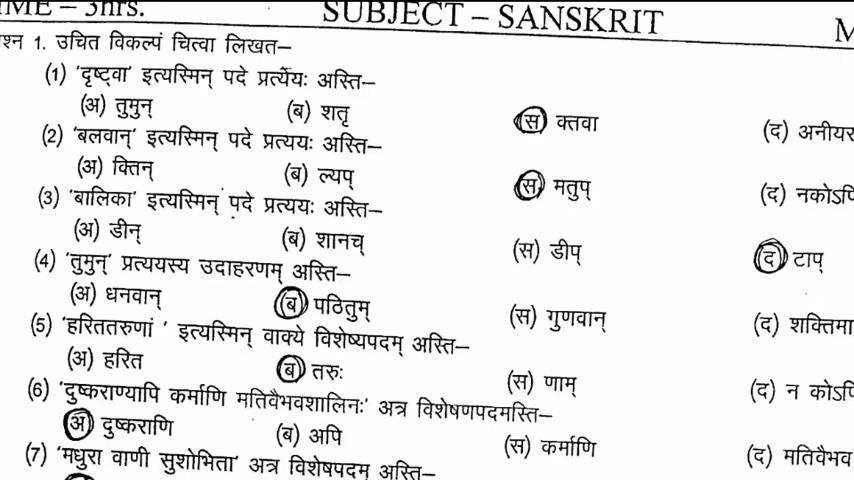 TIME – 3hrs. SUBJECT – SANSKRIT
1. उचित विकल्पं चित्वा लिखत–
(1) 'दृष्ट्वा' इत्यस्मिन् पदे प्रर्त्येयः अस्ति–
(अ) तुमुन् (ब) शतृ (स) क्तवा (द) अनीयर
(2) 'बलवान्' इत्यस्मिन् पदे प्रत्ययः अस्ति–
(अ) क्तिन् (ब) ल्यप् (स) मतुप् (द) नकोऽपि
(3) 'बालिका' इत्यस्मिन् पदे प्रत्ययः अस्ति–
(अ) डीन् (ब) शानच् (स) डीप् (द) टाप्
(4) 'तुमुन्' प्रत्ययस्य उदाहरणम् अस्ति–
(अ) धनवान् (ब) पठितुम् (स) गुणवान् (द) शक्तिमा
(5) 'हरिततरुणां ' इत्यस्मिन् वाक्ये विशेष्यपदम् अस्ति–
(अ) हरित (ब) तरुः (स) णाम् (द) न कोऽपि
(6) 'दुष्कराण्यापि कर्माणि मतिवैभवशालिनः' अत्र विशेषणपदमस्ति–
(अ) दुष्कराणि (ब) अपि (स) कर्माणि (द) मतिवैभव
(7) 'मधुरा वाणी सुशोभिता' अत्र विशेषपदम् अस्ति–